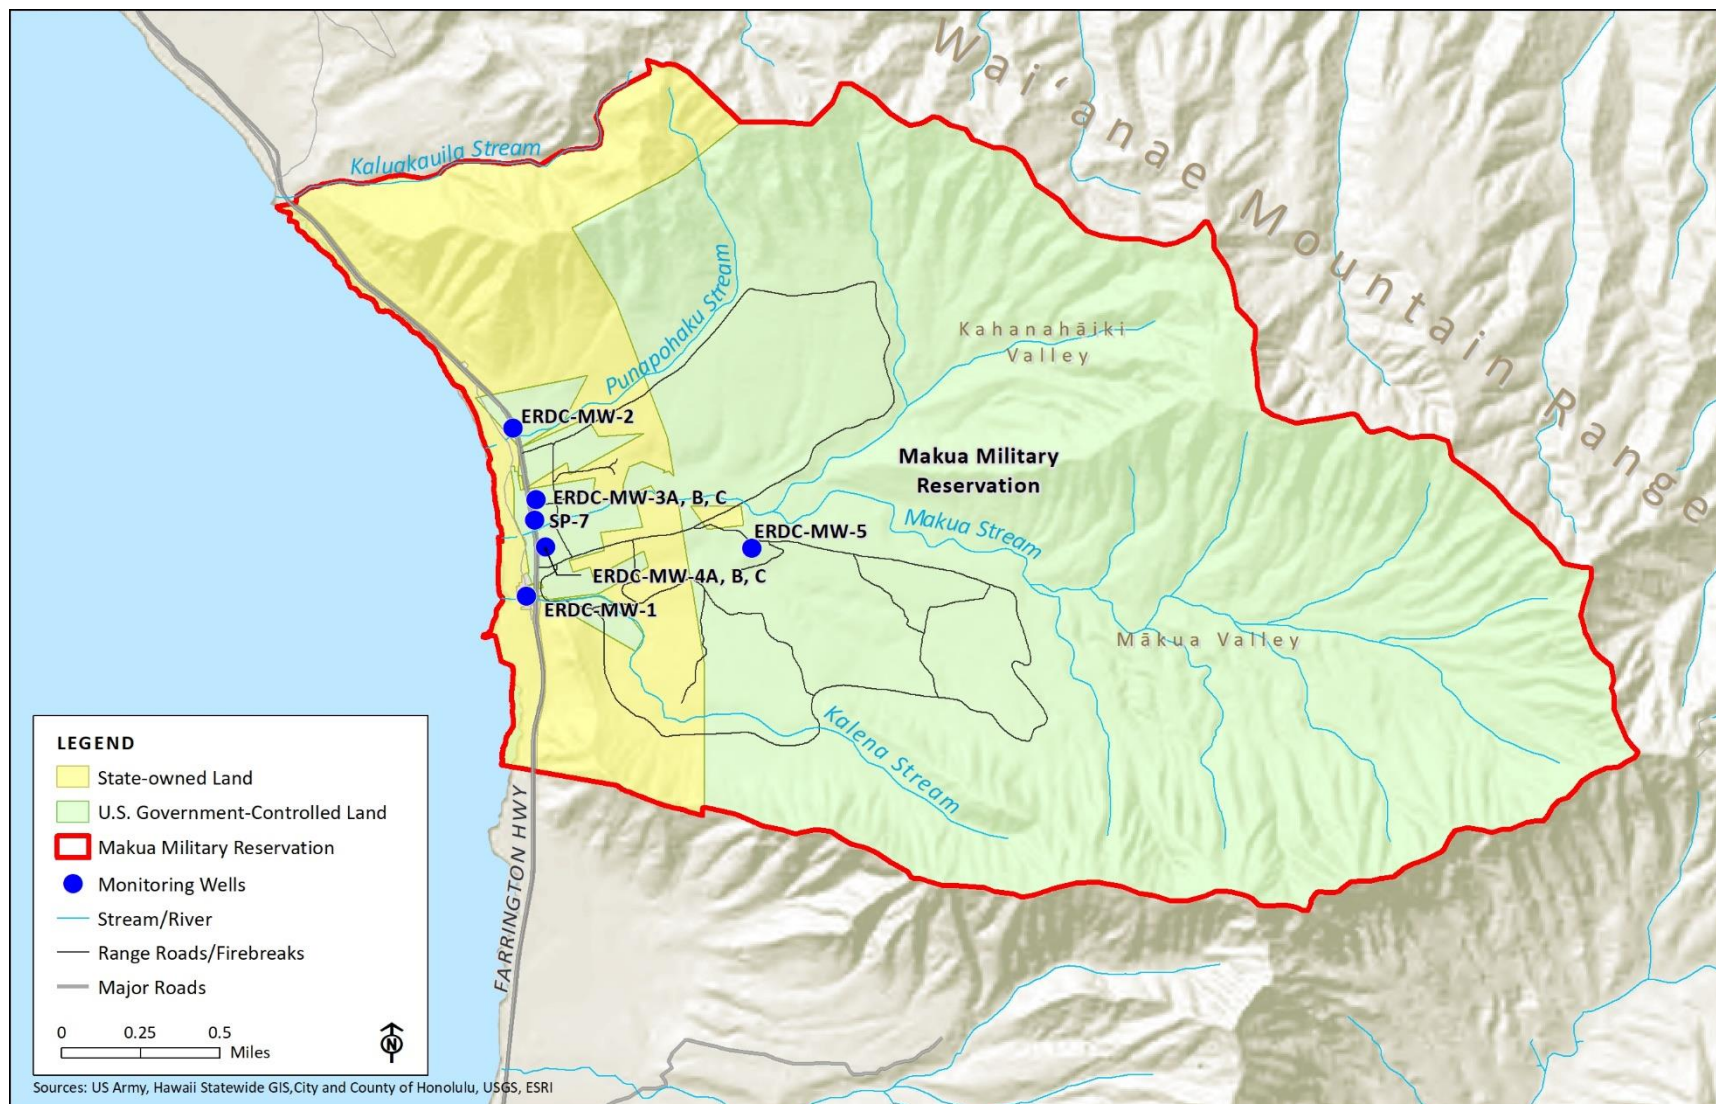 Wai‘anae Mountain Range
Kaluakauila Stream
Punapohaku Stream
Kahanahāiki
Valley
ERDC-MW-2
Makua Military
Reservation
ERDC-MW-3A, B, C
SP-7
Makua Stream
ERDC-MW-5
ERDC-MW-4A, B, C
ERDC-MW-1
Mākua Valley
Kalena Stream
FARRINGTON HWY
LEGEND
State-owned Land
U.S. Government-Controlled Land
Makua Military Reservation
Monitoring Wells
Stream/River
Range Roads/Firebreaks
Major Roads
0 0.25 0.5
Miles
N
Sources: US Army, Hawaii Statewide GIS,City and County of Honolulu, USGS, ESRI